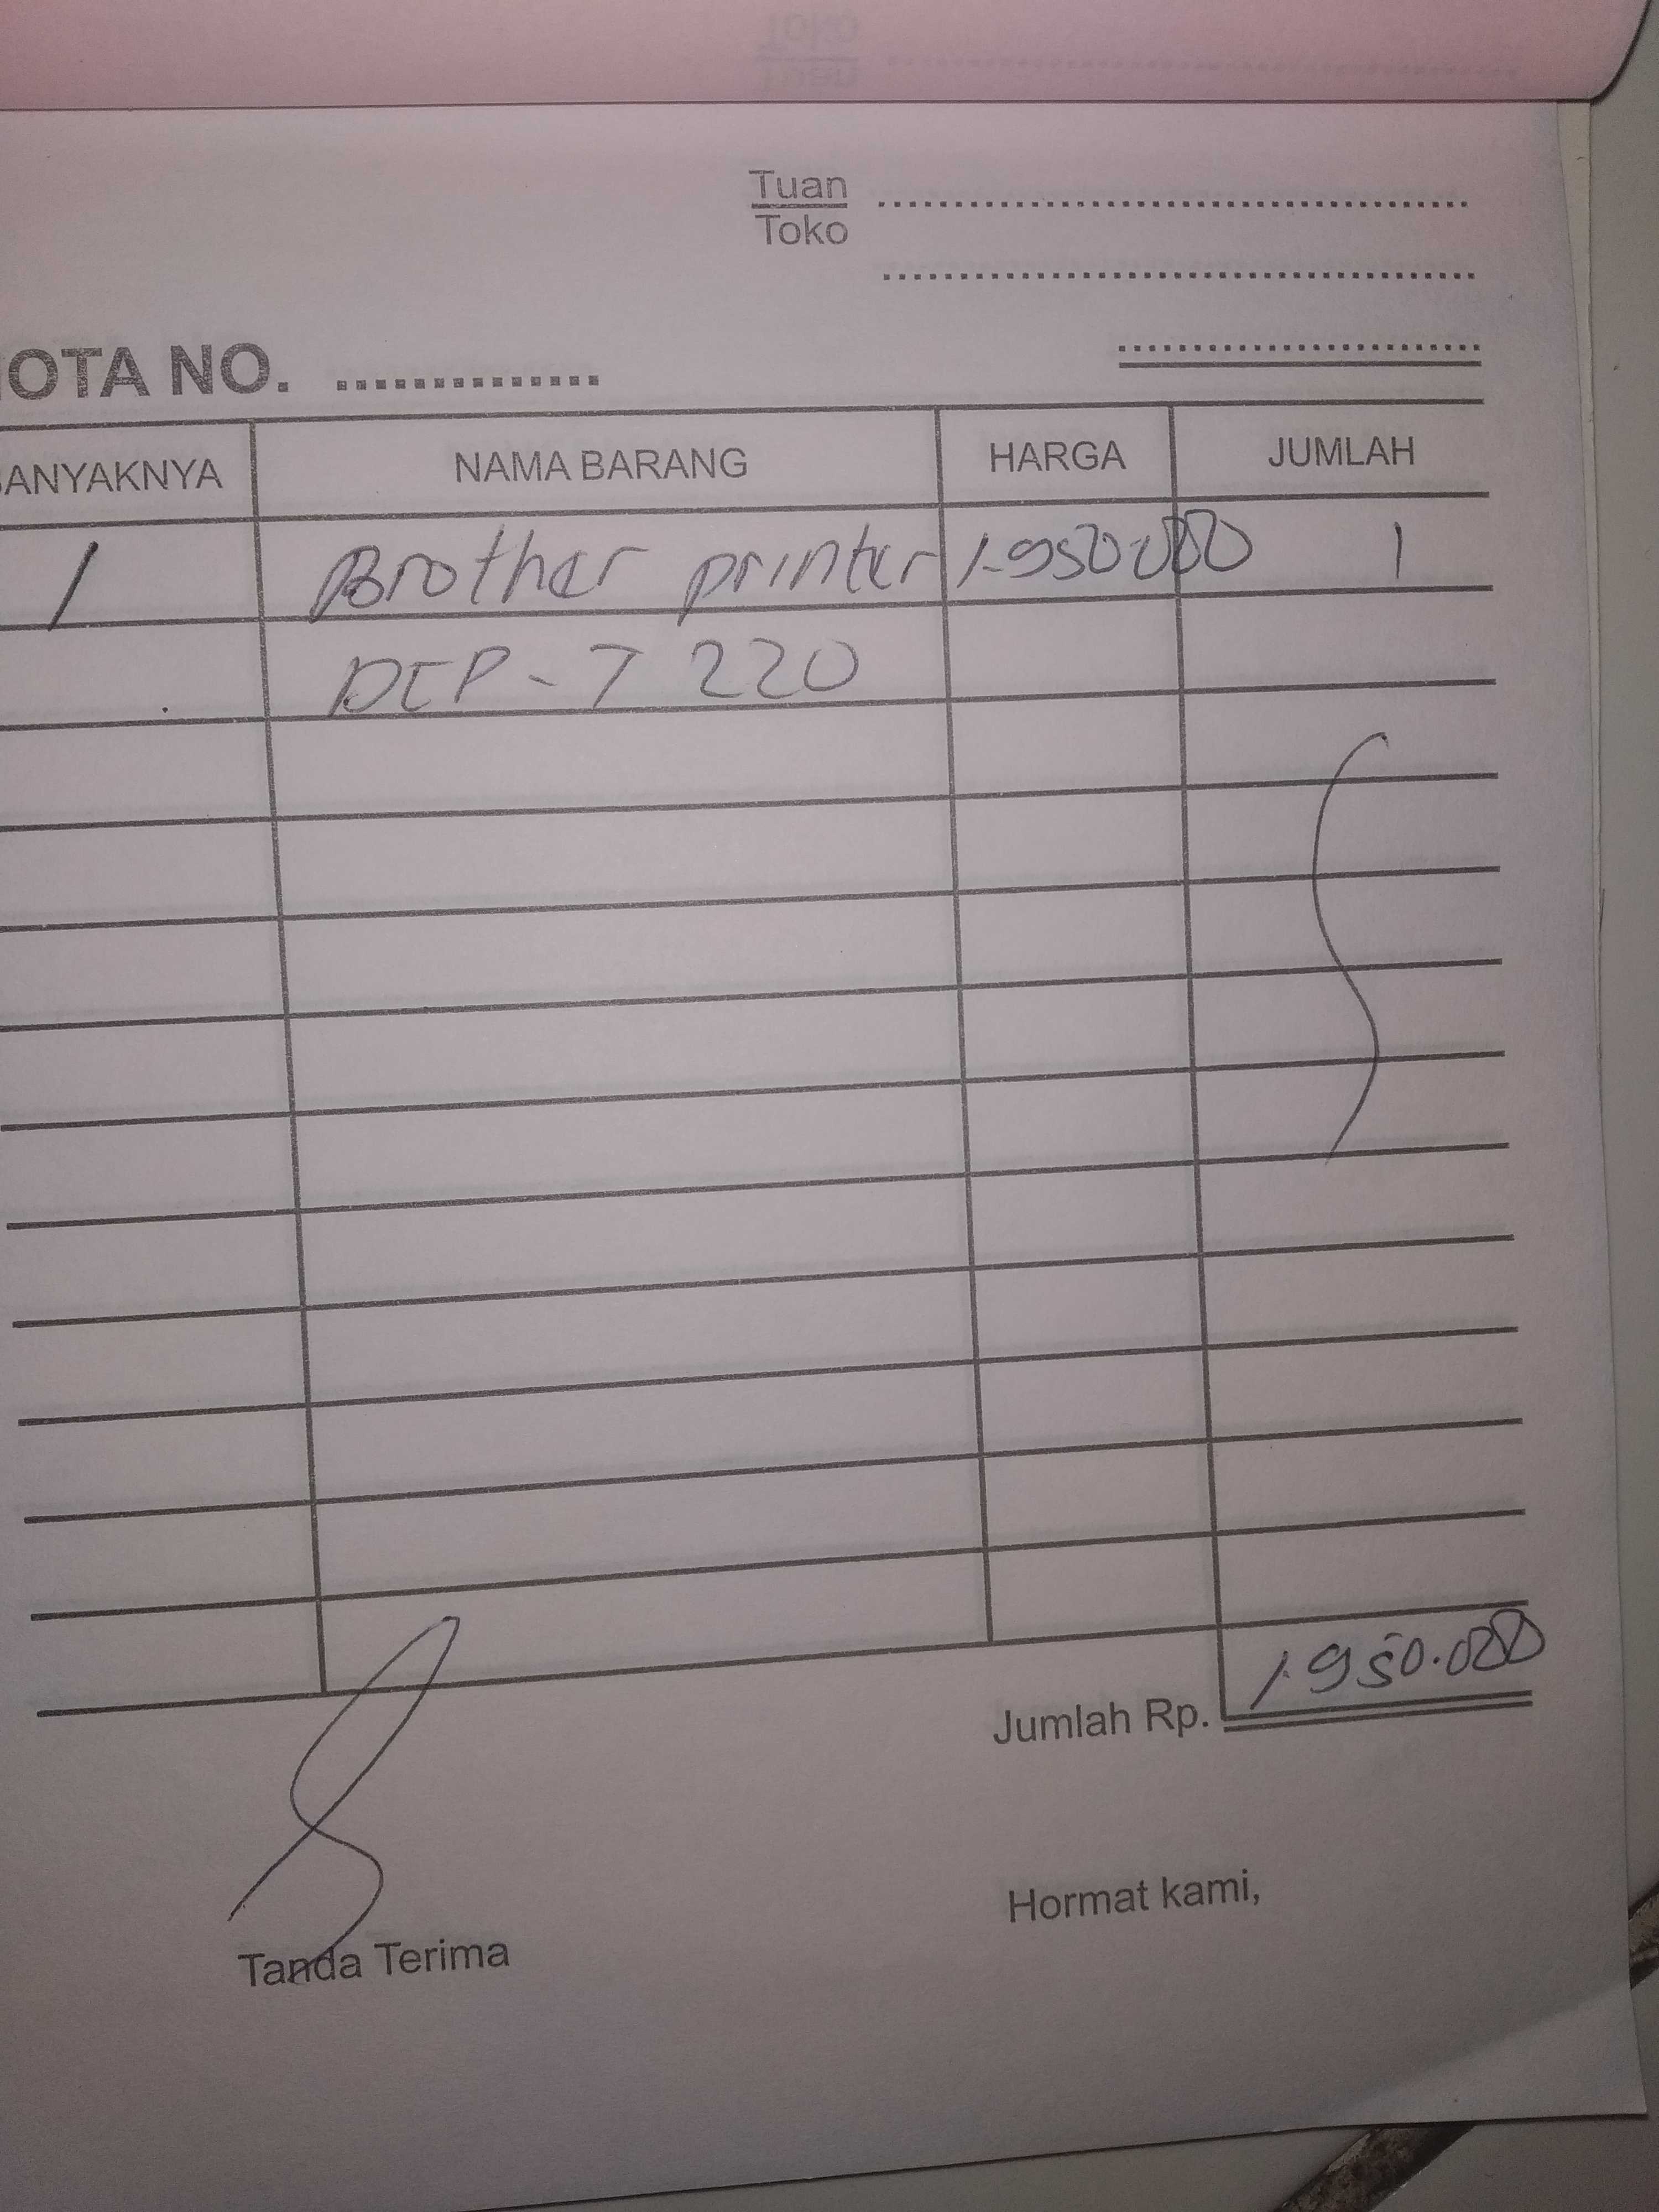 Tuan
Toko
OTA NO. ..............
ANYAKNYA NAMA BARANG HARGA JUMLAH
1 Brother printer 1.950.000 1
DCP-T 220
Jumlah Rp. 1.950.000
Hormat kami,
Tanda Terima